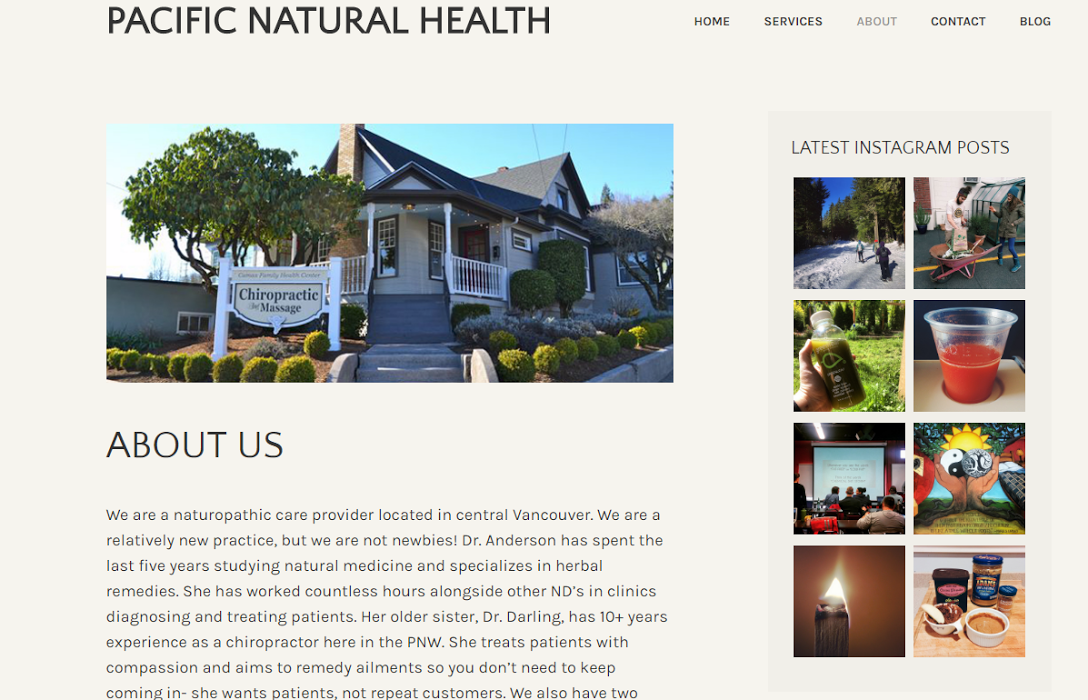 PACIFIC NATURAL HEALTH
HOME SERVICES ABOUT CONTACT BLOG
Camas Family Health Center
Chiropractic
Massage
LATEST INSTAGRAM POSTS
ABOUT US
We are a naturopathic care provider located in central Vancouver. We are a
relatively new practice, but we are not newbies! Dr. Anderson has spent the
last five years studying natural medicine and specializes in herbal
remedies. She has worked countless hours alongside other ND's in clinics
diagnosing and treating patients. Her older sister, Dr. Darling, has 10+ years
experience as a chiropractor here in the PNW. She treats patients with
compassion and aims to remedy ailments so you don't need to keep
coming in- she wants patients, not repeat customers. We also have two